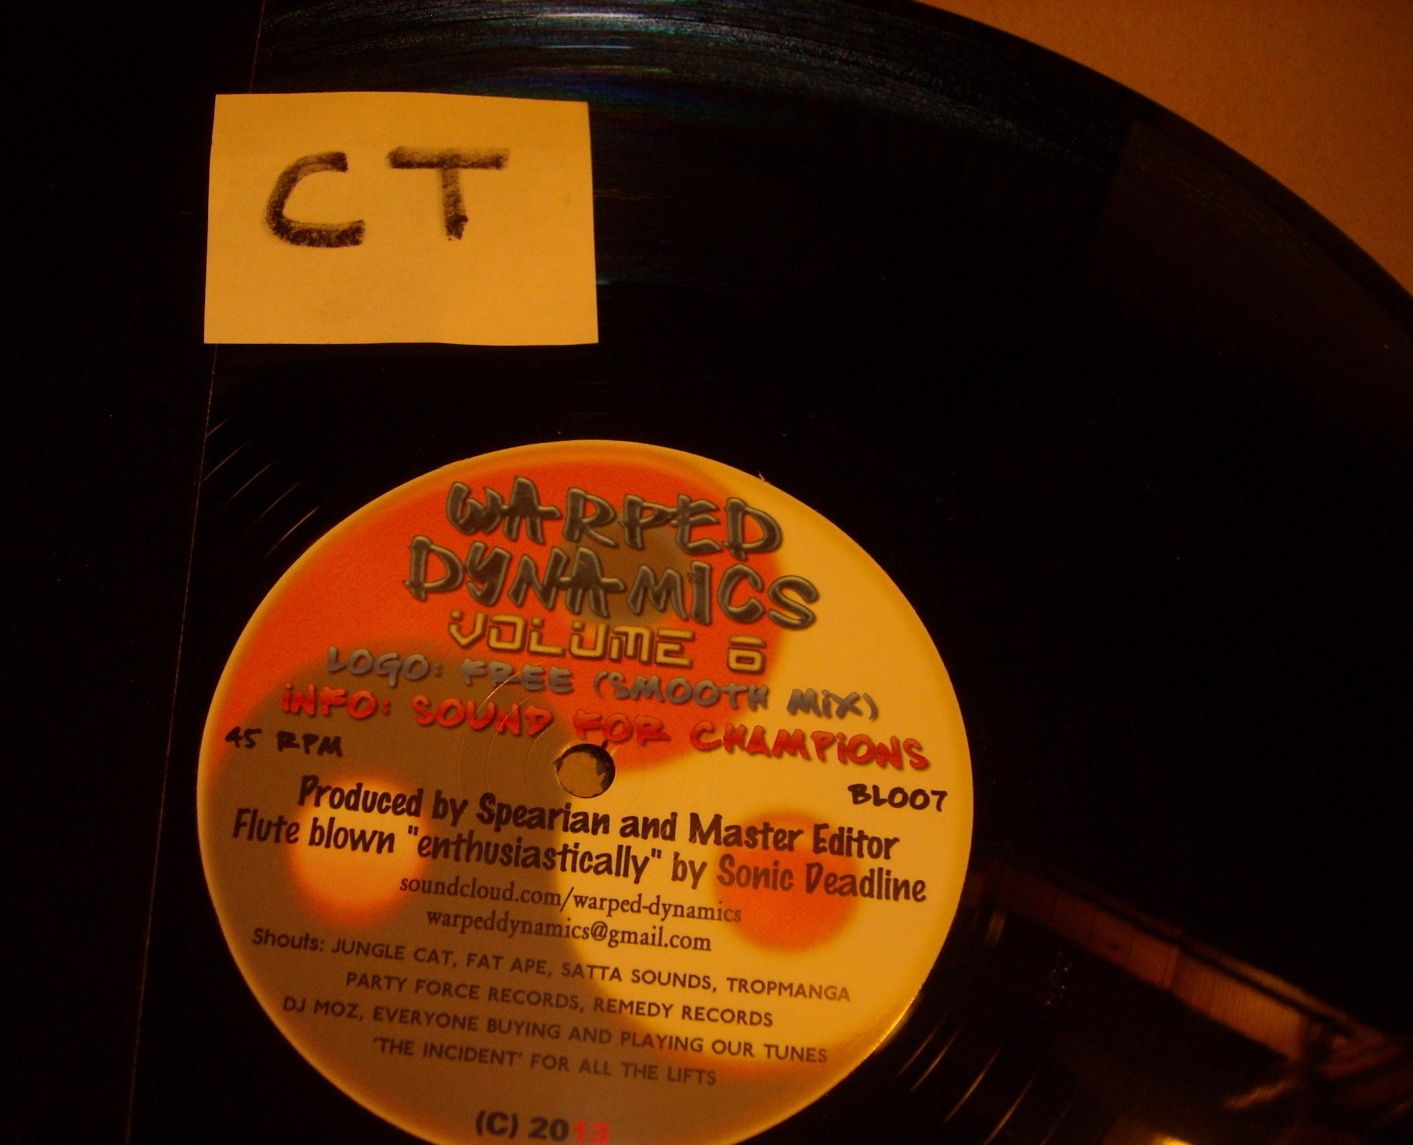 CT
WARPED
DYNAMICS
VOLUME 6
LOGO: FREE (SMOOTH MiX)
iNFO: SOUND FOR CHAMPiONS
45 RPM
BL007
Produced by Spearian and Master Editor
Flute blown "enthusiastically" by Sonic Deadline
soundcloud.com/warped-dynamics
warpeddynamics@gmail.com
Shouts: JUNGLE CAT, FAT APE, SATTA SOUNDS, TROPMANGA
PARTY FORCE RECORDS, REMEDY RECORDS
DJ MOZ, EVERYONE BUYING AND PLAYING OUR TUNES
'THE INCIDENT' FOR ALL THE LIFTS
(C) 2013